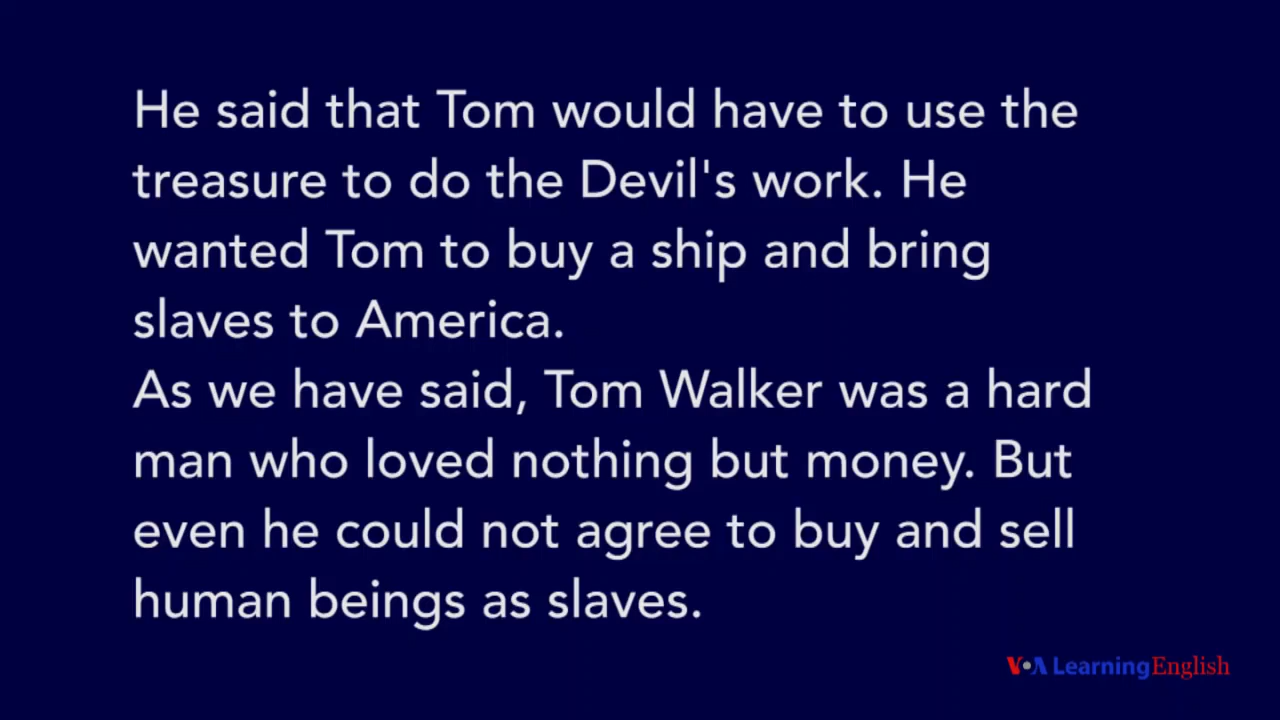 He said that Tom would have to use the
treasure to do the Devil's work. He
wanted Tom to buy a ship and bring
slaves to America.
As we have said, Tom Walker was a hard
man who loved nothing but money. But
even he could not agree to buy and sell
human beings as slaves.
VOA LearningEnglish